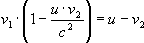 v₁ · (1 − u · v₂ / c²) = u − v₂